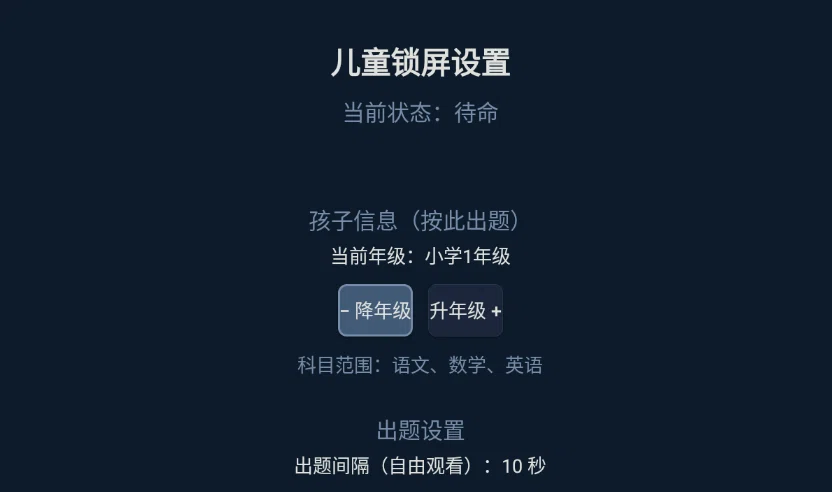 儿童锁屏设置
当前状态：待命
孩子信息（按此出题）
当前年级：小学1年级
- 降年级 升年级 +
科目范围：语文、数学、英语
出题设置
出题间隔（自由观看）：10 秒